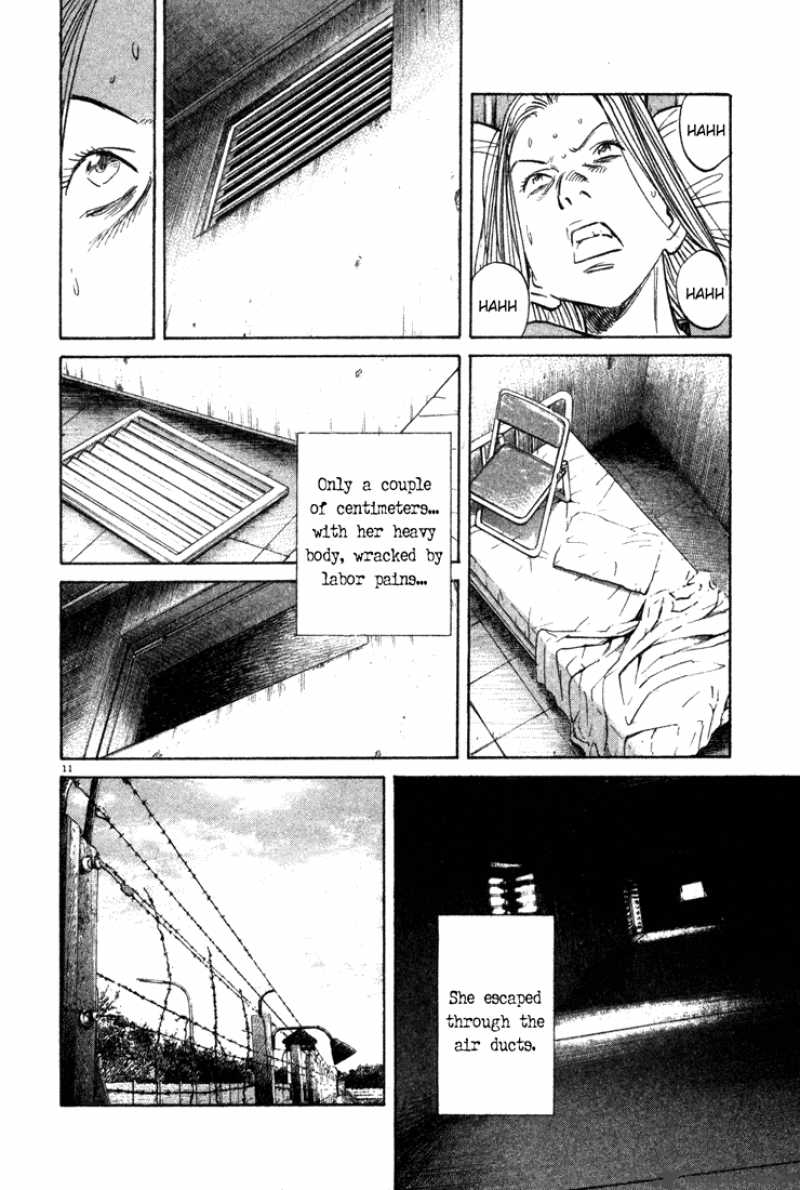 HAHH
HAHH
HAHH
Only a couple
of centimeters...
with her heavy
body, wracked by
labor pains...
11
She escaped
through the
air ducts.